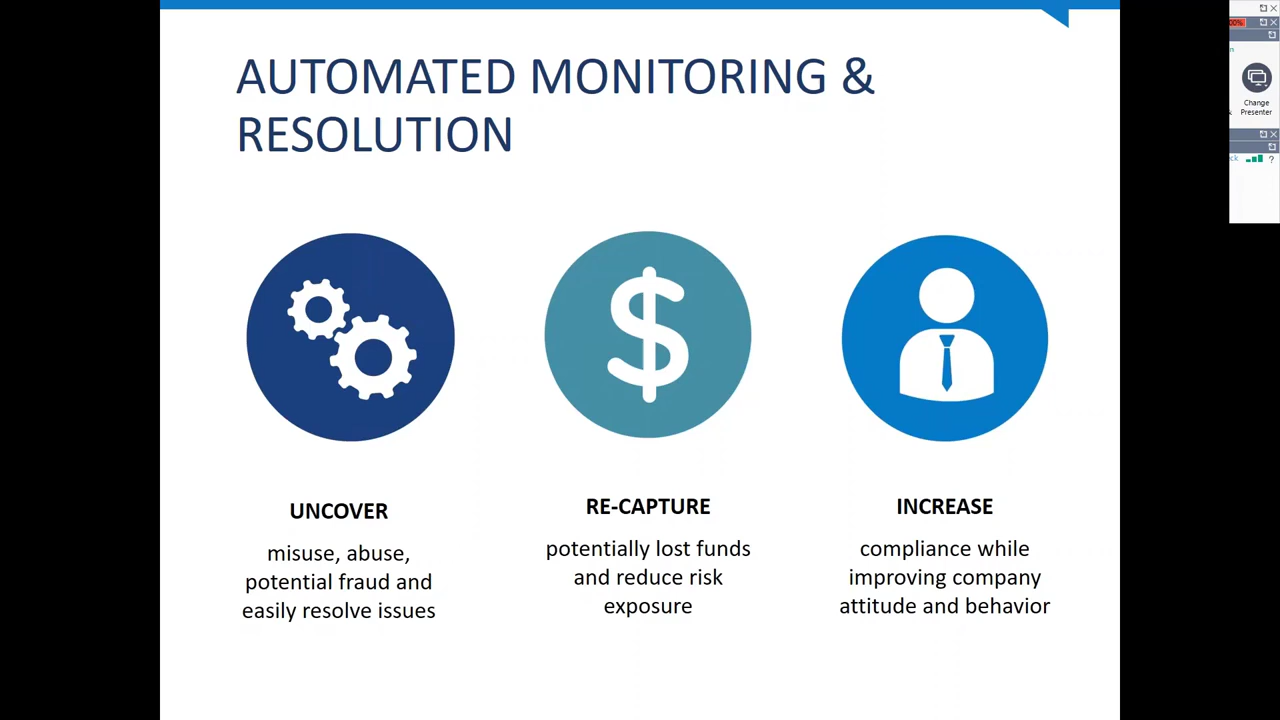 AUTOMATED MONITORING &
RESOLUTION
UNCOVER
misuse, abuse,
potential fraud and
easily resolve issues
RE-CAPTURE
potentially lost funds
and reduce risk
exposure
INCREASE
compliance while
improving company
attitude and behavior
Change
Presenter
?